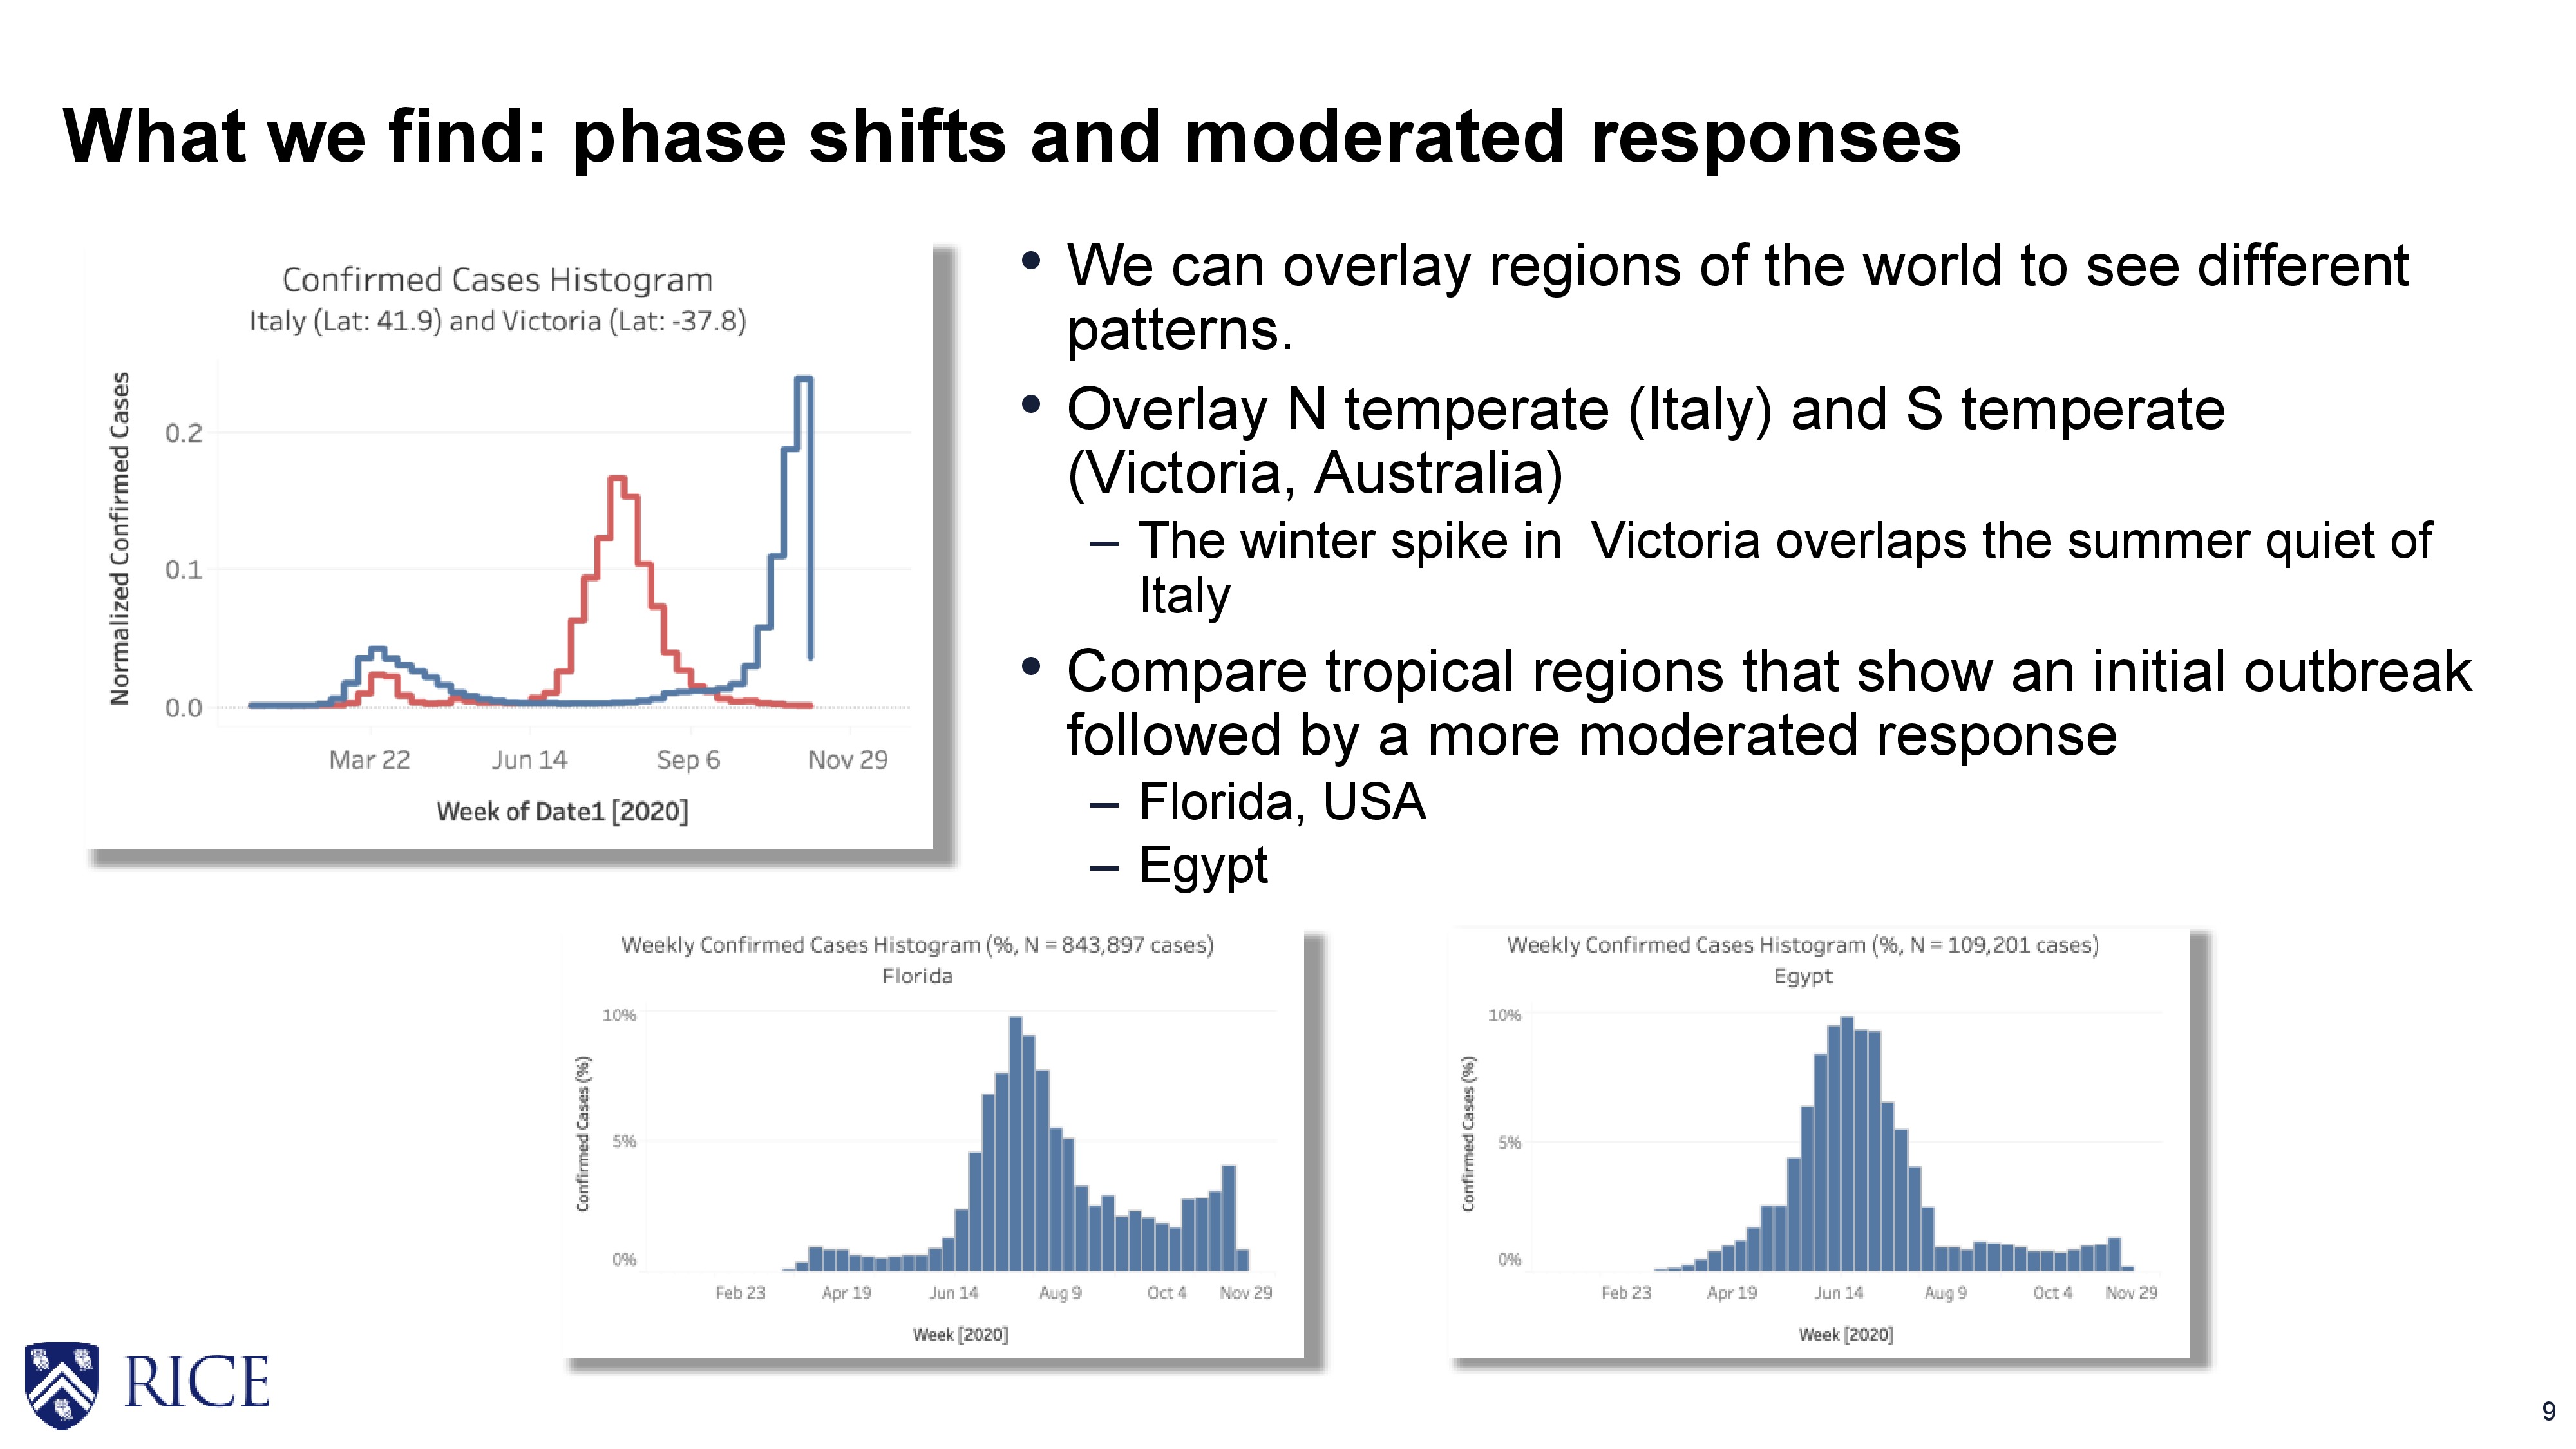 What we find: phase shifts and moderated responses
Confirmed Cases Histogram
Italy (Lat: 41.9) and Victoria (Lat: -37.8)
Normalized Confirmed Cases
0.2
0.1
0.0
Mar 22
Jun 14
Sep 6
Nov 29
Week of Date1 [2020]
• We can overlay regions of the world to see different
patterns.
• Overlay N temperate (Italy) and S temperate
(Victoria, Australia)
– The winter spike in  Victoria overlaps the summer quiet of
Italy
• Compare tropical regions that show an initial outbreak
followed by a more moderated response
– Florida, USA
– Egypt
Weekly Confirmed Cases Histogram (%, N = 843,897 cases)
Florida
Confirmed Cases (%)
10%
5%
0%
Feb 23
Apr 19
Jun 14
Aug 9
Oct 4
Nov 29
Week [2020]
Weekly Confirmed Cases Histogram (%, N = 109,201 cases)
Egypt
Confirmed Cases (%)
10%
5%
0%
Feb 23
Apr 19
Jun 14
Aug 9
Oct 4
Nov 29
Week [2020]
RICE
9